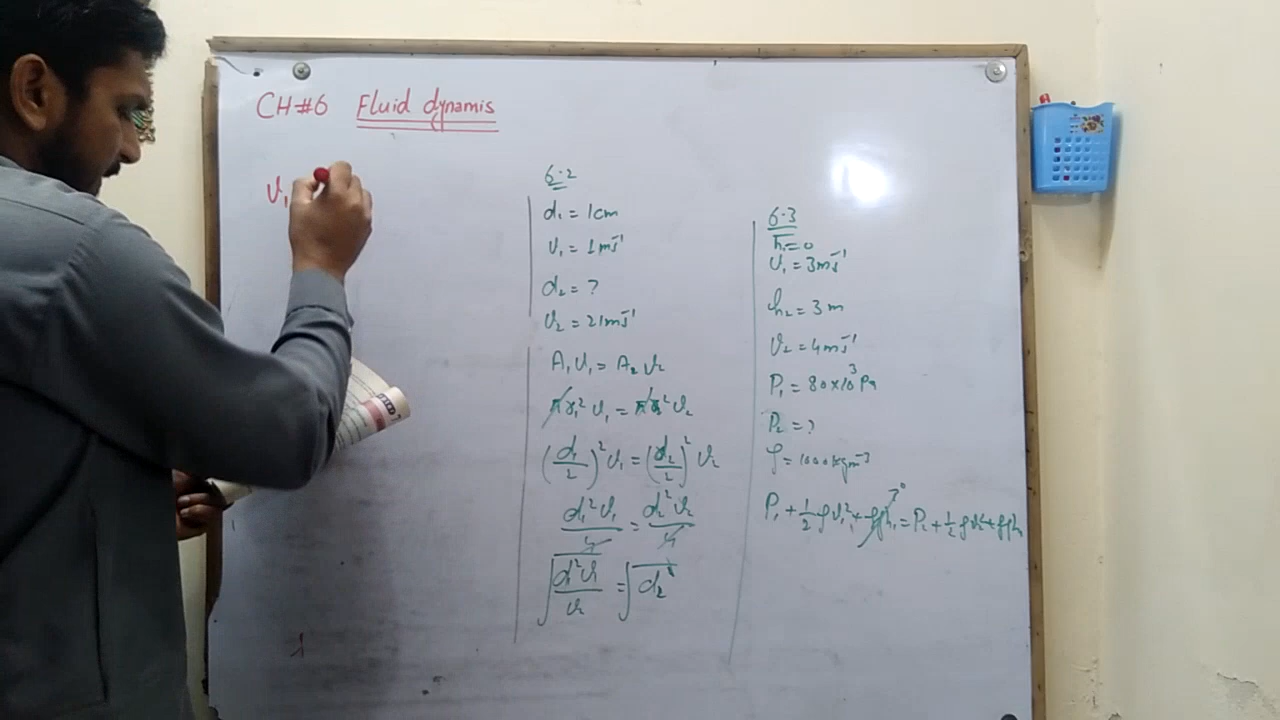 CH#6 Fluid dynamis
v₁
6.2
d₁ = 1cm
v₁ = 1ms⁻¹
d₂ = ?
v₂ = 21ms⁻¹
A₁v₁ = A₂v₂
πr₁²v₁ = πr₂²v₂
(d₁/2)²v₁ = (d₂/2)²v₂
d₁²v₁/4 = d₂²v₂/4
√(d₁²v₁/v₂) = √(d₂²)
6.3
h₁ = 0
v₁ = 3ms⁻¹
h₂ = 3m
v₂ = 4ms⁻¹
P₁ = 80×10³ Pa
P₂ = ?
ρ = 1000kgm⁻³
P₁ + ½ρv₁² + ρgh₁ = P₂ + ½ρv₂² + ρgh₂